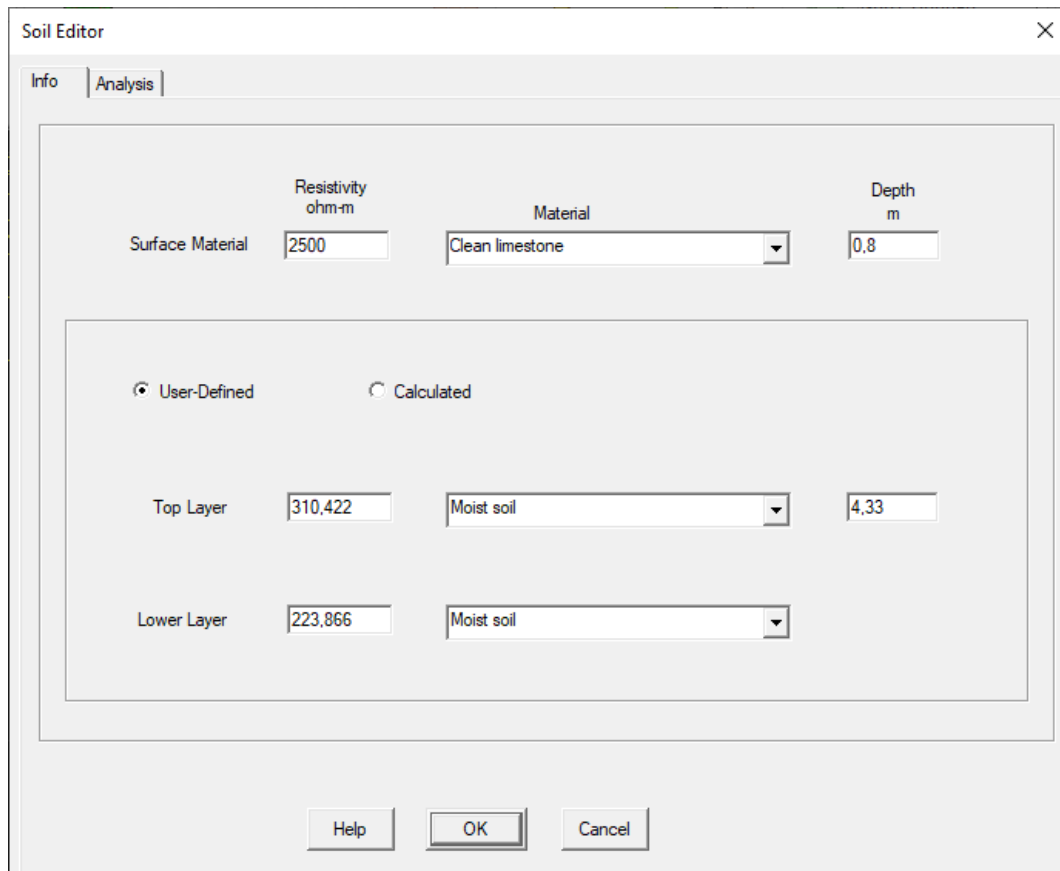 Soil Editor
Info
Analysis
Resistivity
ohm-m
Material
Depth
m
Surface Material
2500
Clean limestone
0,8
User-Defined
Calculated
Top Layer
310,422
Moist soil
4,33
Lower Layer
223,866
Moist soil
Help
OK
Cancel